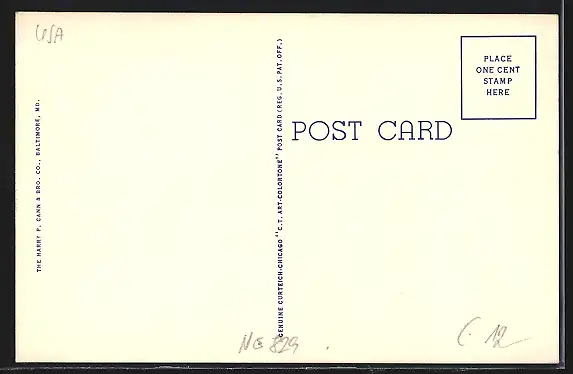 USA
THE HARRY P. CANN & BRO. CO., BALTIMORE, MD.
GENUINE CURTEICH-CHICAGO "C.T. ART-COLORTONE" POST CARD (REG. U.S. PAT. OFF.)
PLACE
ONE CENT
STAMP
HERE
POST CARD
NG 829
12